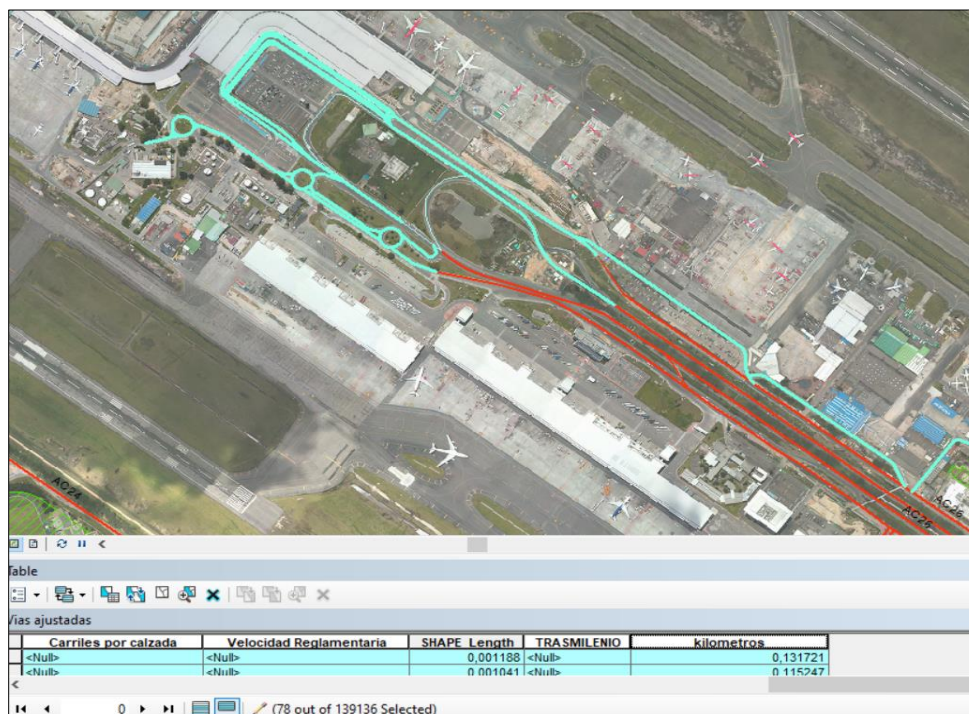 AC24
AC26
AC26
Table
Vias ajustadas
Carriles por calzada Velocidad Reglamentaria SHAPE_Length TRASMILENIO kilometros
<Null> <Null> 0,001188 <Null> 0,131721
<Null> <Null> 0,001041 <Null> 0,115247
0 (78 out of 139136 Selected)